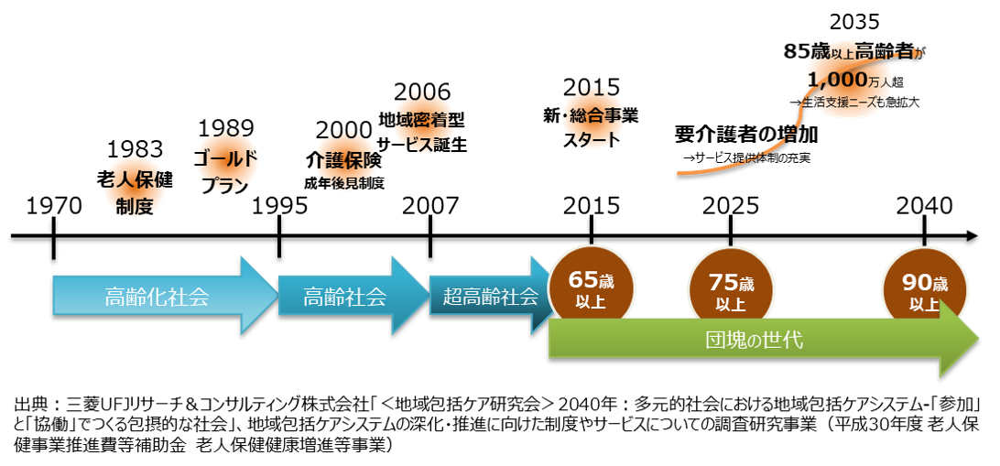 2035
85歳以上高齢者が
1,000万人超
→生活支援ニーズも急拡大
2006
地域密着型
サービス誕生
2015
新・総合事業
スタート
1989
ゴールド
プラン
2000
介護保険
成年後見制度
要介護者の増加
→サービス提供体制の充実
1983
老人保健
制度
1970
1995
2007
2015
2025
2040
高齢化社会
高齢社会
超高齢社会
65歳
以上
75歳
以上
90歳
以上
団塊の世代
出典：三菱UFJリサーチ＆コンサルティング株式会社「＜地域包括ケア研究会＞2040年：多元的社会における地域包括ケアシステム-「参加」
と「協働」でつくる包摂的な社会」、地域包括ケアシステムの深化・推進に向けた制度やサービスについての調査研究事業（平成30年度 老人保
健事業推進費等補助金 老人保健健康増進等事業）